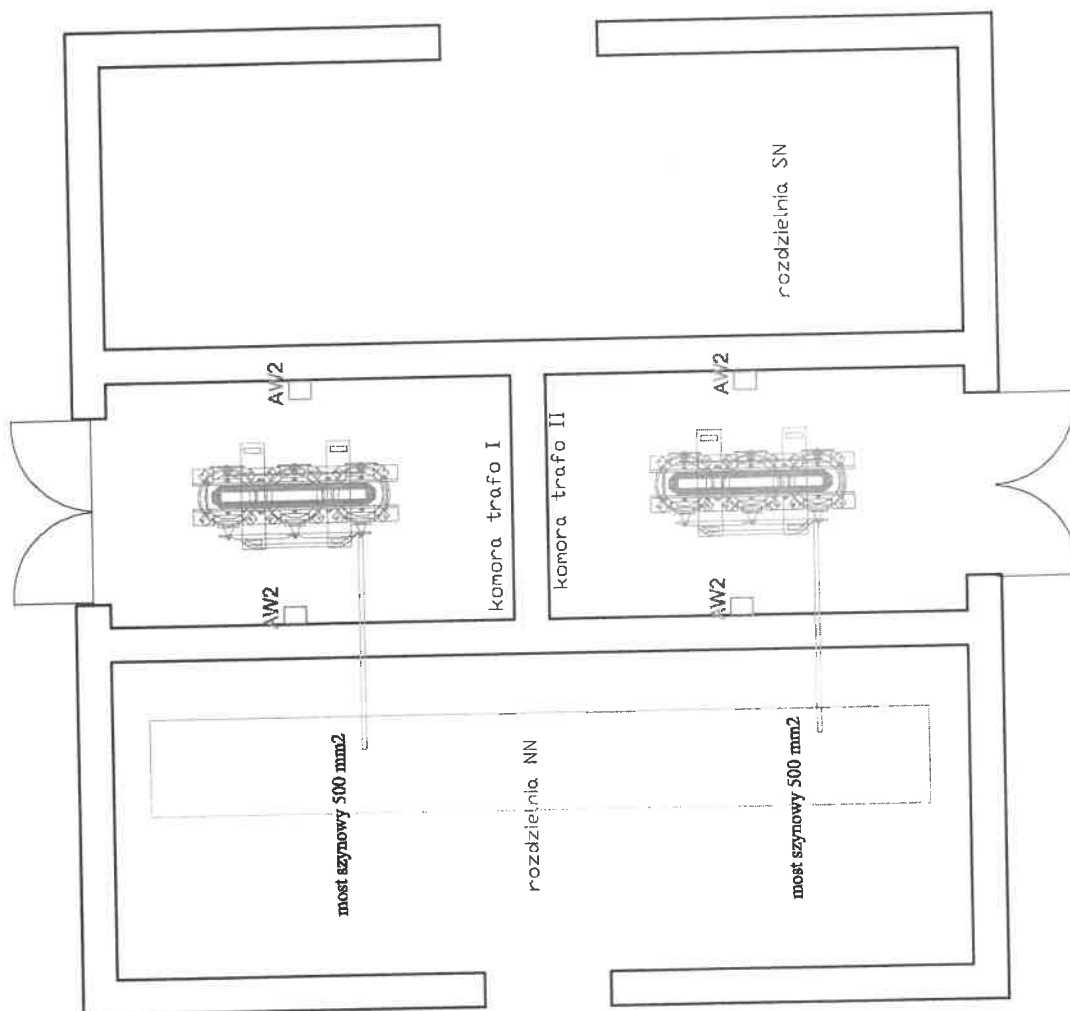 rozdzielnia SN
AW2
AW2
komora trafo I
komora trafo II
AW2
AW2
most szynowy 500 mm2
rozdzielnia NN
most szynowy 500 mm2